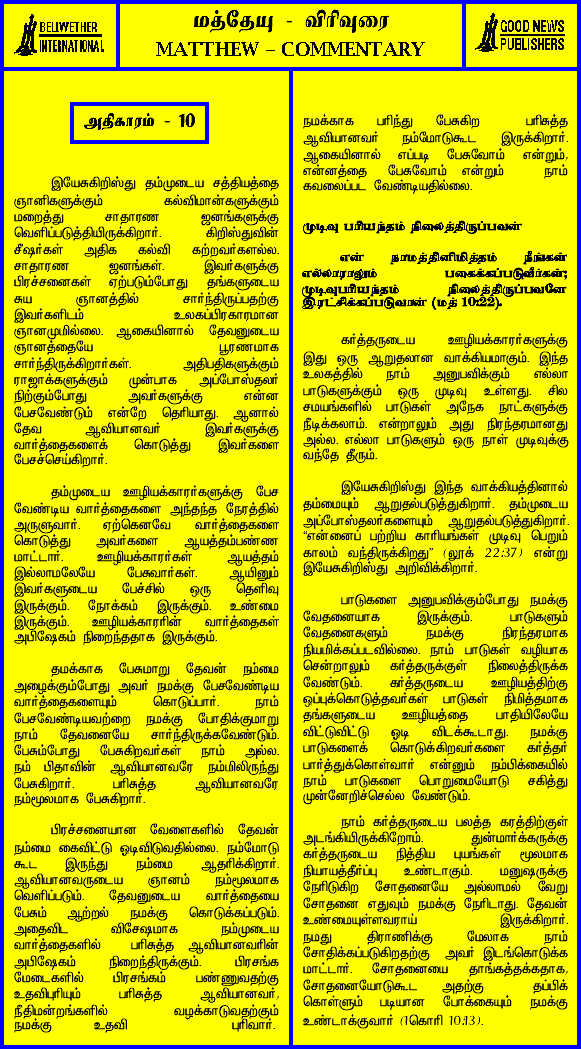 BELLWETHER
INTERNATIONAL
மத்தேயு - விரிவுரை
MATTHEW – COMMENTARY
GOOD NEWS
PUBLISHERS
அதிகாரம் - 10
இயேசுகிறிஸ்து தம்முடைய சத்தியத்தை
ஞானிகளுக்கும் கல்விமான்களுக்கும்
மறைத்து சாதாரண ஜனங்களுக்கு
வெளிப்படுத்தியிருக்கிறார். கிறிஸ்துவின்
சீஷர்கள் அதிக கல்வி கற்றவர்களல்ல.
சாதாரண ஜனங்கள். இவர்களுக்கு
பிரச்சனைகள் ஏற்படும்போது தங்களுடைய
சுய ஞானத்தில் சார்ந்திருப்பதற்கு
இவர்களிடம் உலகப்பிரகாரமான
ஞானமுமில்லை. ஆகையினால் தேவனுடைய
ஞானத்தையே பூரணமாக
சார்ந்திருக்கிறார்கள். அதிபதிகளுக்கும்
ராஜாக்களுக்கும் முன்பாக அப்போஸ்தலர்
நிற்கும்போது அவர்களுக்கு என்ன
பேசவேண்டும் என்றே தெரியாது. ஆனால்
தேவ ஆவியானவர் இவர்களுக்கு
வார்த்தைகளைக் கொடுத்து இவர்களை
பேசச்செய்கிறார்.
தம்முடைய ஊழியக்காரர்களுக்கு பேச
வேண்டிய வார்த்தைகளை அந்தந்த நேரத்தில்
அருளுவார். ஏற்கெனவே வார்த்தைகளை
கொடுத்து அவர்களை ஆயத்தம்பண்ண
மாட்டார். ஊழியக்காரர்கள் ஆயத்தம்
இல்லாமலேயே பேசுவார்கள். ஆயினும்
இவர்களுடைய பேச்சில் ஒரு தெளிவு
இருக்கும். நோக்கம் இருக்கும். உண்மை
இருக்கும். ஊழியக்காரரின் வார்த்தைகள்
அபிஷேகம் நிறைந்ததாக இருக்கும்.
தமக்காக பேசுமாறு தேவன் நம்மை
அழைக்கும்போது அவர் நமக்கு பேசவேண்டிய
வார்த்தைகளையும் கொடுப்பார். நாம்
பேசவேண்டியவற்றை நமக்கு போதிக்குமாறு
நாம் தேவனையே சார்ந்திருக்கவேண்டும்.
பேசும்போது பேசுகிறவர்கள் நாம் அல்ல.
நம் பிதாவின் ஆவியானவரே நம்மிலிருந்து
பேசுகிறார். பரிசுத்த ஆவியானவரே
நம்மூலமாக பேசுகிறார்.
பிரச்சனையான வேளைகளில் தேவன்
நம்மை கைவிட்டு ஓடிவிடுவதில்லை. நம்மோடு
கூட இருந்து நம்மை ஆதரிக்கிறார்.
ஆவியானவருடைய ஞானம் நம்மூலமாக
வெளிப்படும். தேவனுடைய வார்த்தையை
பேசும் ஆற்றல் நமக்கு கொடுக்கப்படும்.
அதைவிட விசேஷமாக நம்முடைய
வார்த்தைகளில் பரிசுத்த ஆவியானவரின்
அபிஷேகம் நிறைந்திருக்கும். பிரசங்க
மேடைகளில் பிரசங்கம் பண்ணுவதற்கு
உதவிபுரியும் பரிசுத்த ஆவியானவர்,
நீதிமன்றங்களில் வழக்காடுவதற்கும்
நமக்கு உதவி புரிவார்.
நமக்காக பரிந்து பேசுகிற பரிசுத்த
ஆவியானவர் நம்மோடுகூட இருக்கிறார்.
ஆகையினால் எப்படி பேசுவோம் என்றும்,
என்னத்தை பேசுவோம் என்றும் நாம்
கவலைப்பட வேண்டியதில்லை.
முடிவு பரியந்தம் நிலைத்திருப்பவன்
என் நாமத்தினிமித்தம் நீங்கள்
எல்லாராலும் பகைக்கப்படுவீர்கள்;
முடிவுபரியந்தம் நிலைத்திருப்பவனே
இரட்சிக்கப்படுவான் (மத் 10:22).
கர்த்தருடைய ஊழியக்காரர்களுக்கு
இது ஒரு ஆறுதலான வாக்கியமாகும். இந்த
உலகத்தில் நாம் அனுபவிக்கும் எல்லா
பாடுகளுக்கும் ஒரு முடிவு உள்ளது. சில
சமயங்களில் பாடுகள் அநேக நாட்களுக்கு
நீடிக்கலாம். என்றாலும் அது நிரந்தரமானது
அல்ல. எல்லா பாடுகளும் ஒரு நாள் முடிவுக்கு
வந்தே தீரும்.
இயேசுகிறிஸ்து இந்த வாக்கியத்தினால்
தம்மையும் ஆறுதல்படுத்துகிறார். தம்முடைய
அப்போஸ்தலர்களையும் ஆறுதல்படுத்துகிறார்.
“என்னைப் பற்றிய காரியங்கள் முடிவு பெறும்
காலம் வந்திருக்கிறது” (லூக் 22:37) என்று
இயேசுகிறிஸ்து அறிவிக்கிறார்.
பாடுகளை அனுபவிக்கும்போது நமக்கு
வேதனையாக இருக்கும். பாடுகளும்
வேதனைகளும் நமக்கு நிரந்தரமாக
நியமிக்கப்படவில்லை. நாம் பாடுகள் வழியாக
சென்றாலும் கர்த்தருக்குள் நிலைத்திருக்க
வேண்டும். கர்த்தருடைய ஊழியத்திற்கு
ஒப்புக்கொடுத்தவர்கள் பாடுகள் நிமித்தமாக
தங்களுடைய ஊழியத்தை பாதியிலேயே
விட்டுவிட்டு ஓடி விடக்கூடாது. நமக்கு
பாடுகளைக் கொடுக்கிறவர்களை கர்த்தர்
பார்த்துக்கொள்வார் என்னும் நம்பிக்கையில்
நாம் பாடுகளை பொறுமையோடு சகித்து
முன்னேறிச்செல்ல வேண்டும்.
நாம் கர்த்தருடைய பலத்த கரத்திற்குள்
அடங்கியிருக்கிறோம். துன்மார்க்கருக்கு
கர்த்தருடைய நித்திய புயங்கள் மூலமாக
நியாயத்தீர்ப்பு உண்டாகும். மனுஷருக்கு
நேரிடுகிற சோதனையே அல்லாமல் வேறு
சோதனை எதுவும் நமக்கு நேரிடாது. தேவன்
உண்மையுள்ளவராய் இருக்கிறார்.
நமது திராணிக்கு மேலாக நாம்
சோதிக்கப்படுகிறதற்கு அவர் இடங்கொடுக்க
மாட்டார். சோதனையை தாங்கத்தக்கதாக,
சோதனையோடுகூட அதற்கு தப்பிக்
கொள்ளும் படியான போக்கையும் நமக்கு
உண்டாக்குவார் (1கொரி 10:13).